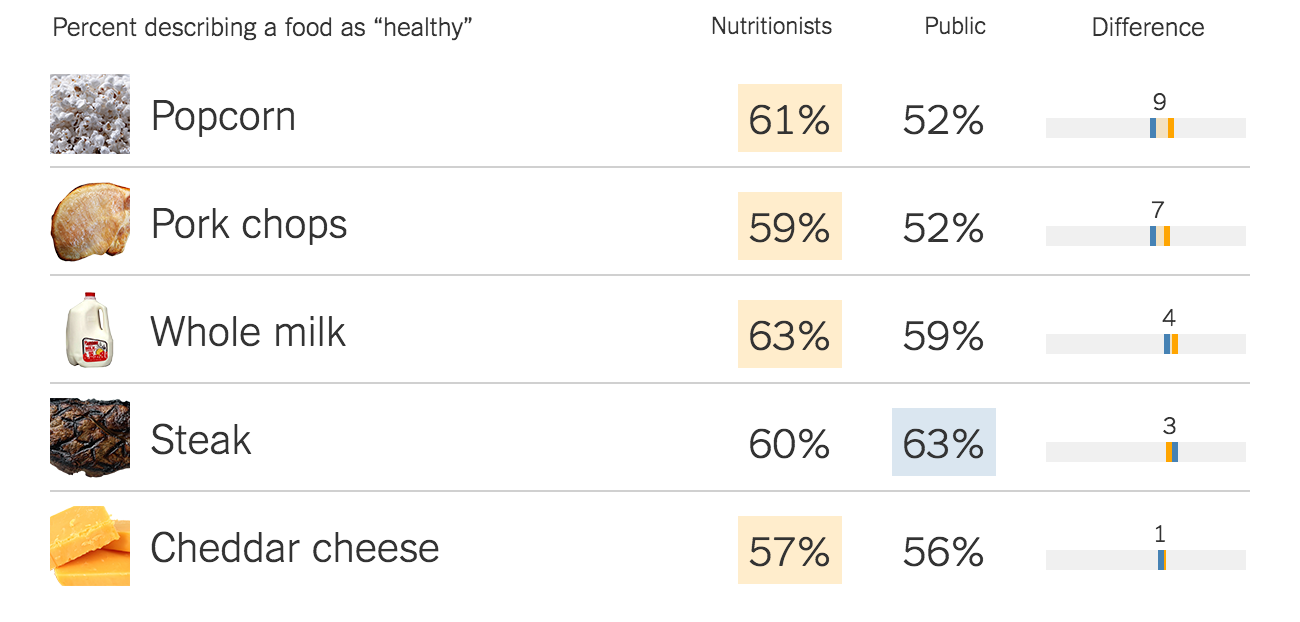 Percent describing a food as “healthy” Nutritionists Public Difference
Popcorn 61% 52% 9
Pork chops 59% 52% 7
Whole milk 63% 59% 4
Steak 60% 63% 3
Cheddar cheese 57% 56% 1